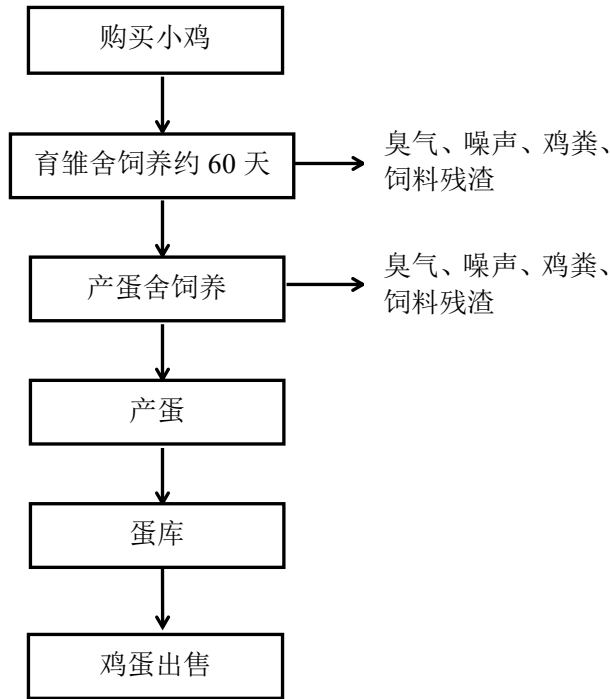 购买小鸡
育雏舍饲养约 60 天
臭气、噪声、鸡粪、
饲料残渣
产蛋舍饲养
臭气、噪声、鸡粪、
饲料残渣
产蛋
蛋库
鸡蛋出售